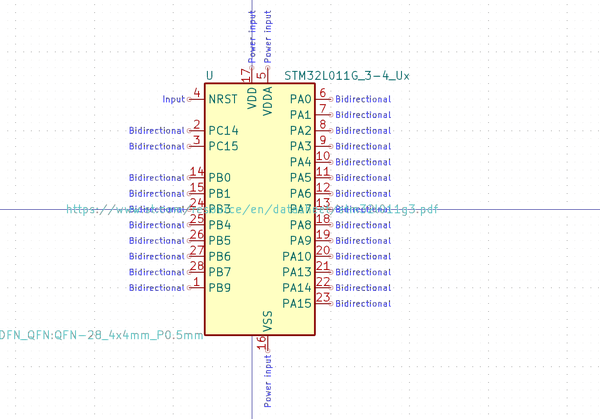 Power input
Power input
U STM32L011G_3-4_Ux
17 5
VDD VDDA
Input 4 NRST PA0 6 Bidirectional
PA1 7 Bidirectional
Bidirectional 2 PC14 PA2 8 Bidirectional
Bidirectional 3 PC15 PA3 9 Bidirectional
PA4 10 Bidirectional
Bidirectional 14 PB0 PA5 11 Bidirectional
Bidirectional 15 PB1 PA6 12 Bidirectional
24 PB3 PA7 13
Bidirectional 25 PB4 PA8 18 Bidirectional
Bidirectional 26 PB5 PA9 19 Bidirectional
Bidirectional 27 PB6 PA10 20 Bidirectional
Bidirectional 28 PB7 PA13 21 Bidirectional
Bidirectional 1 PB9 PA14 22 Bidirectional
PA15 23 Bidirectional
VSS
16
DFN_QFN:QFN-28_4x4mm_P0.5mm
Power input